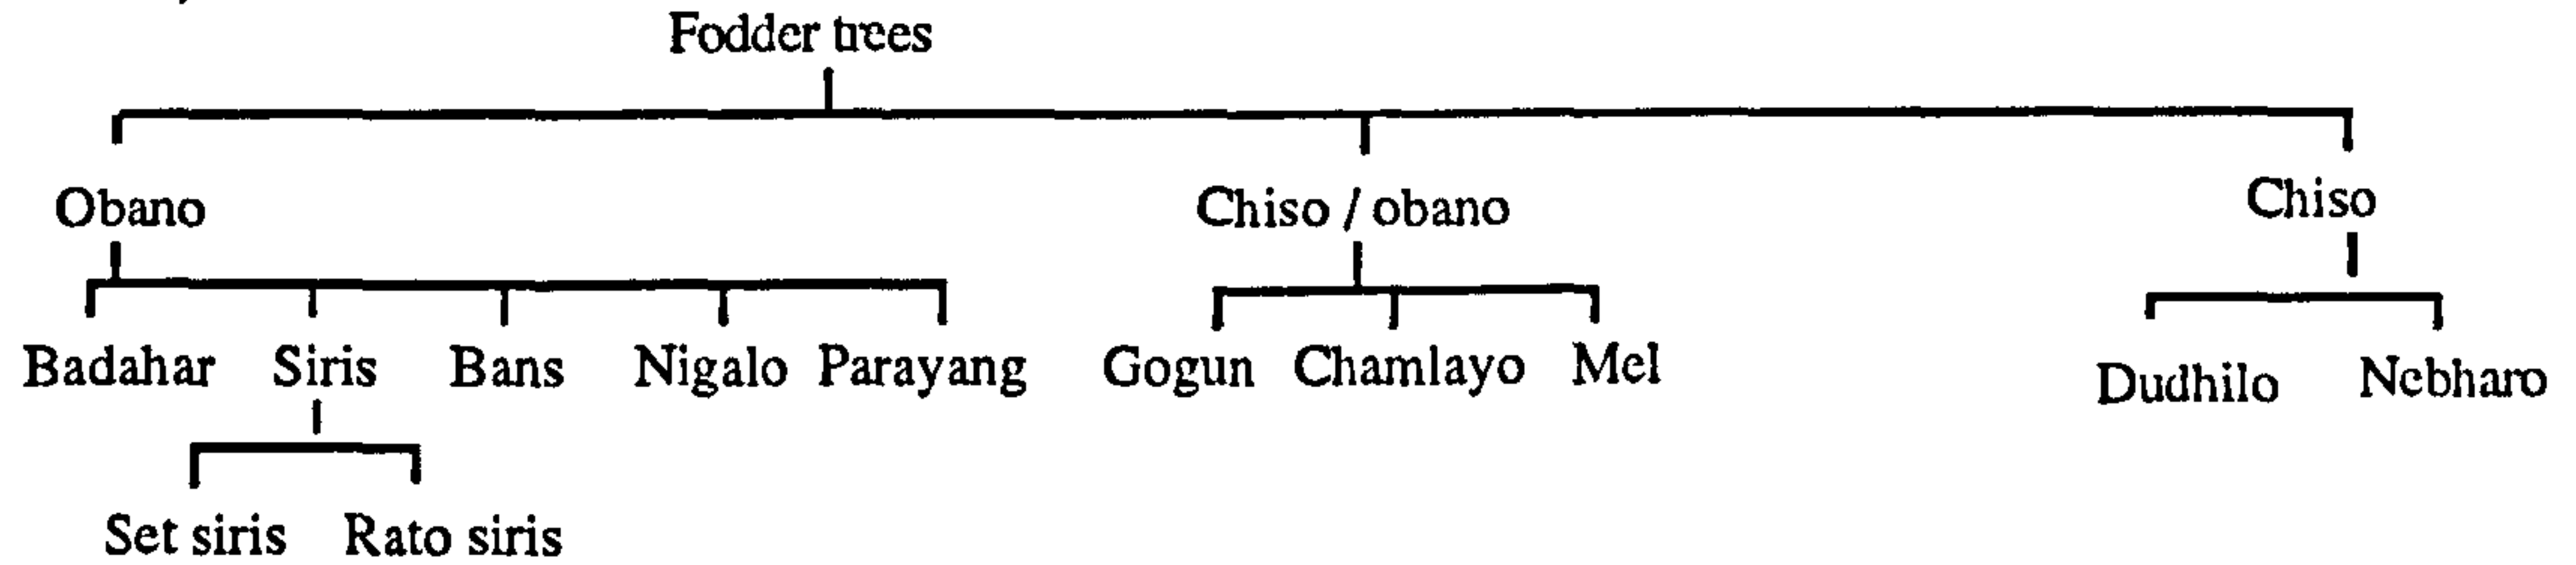 Fodder trees
Obano Chiso / obano Chiso
Badahar Siris Bans Nigalo Parayang Gogun Chamlayo Mel Dudhilo Nebharo
Set siris Rato siris